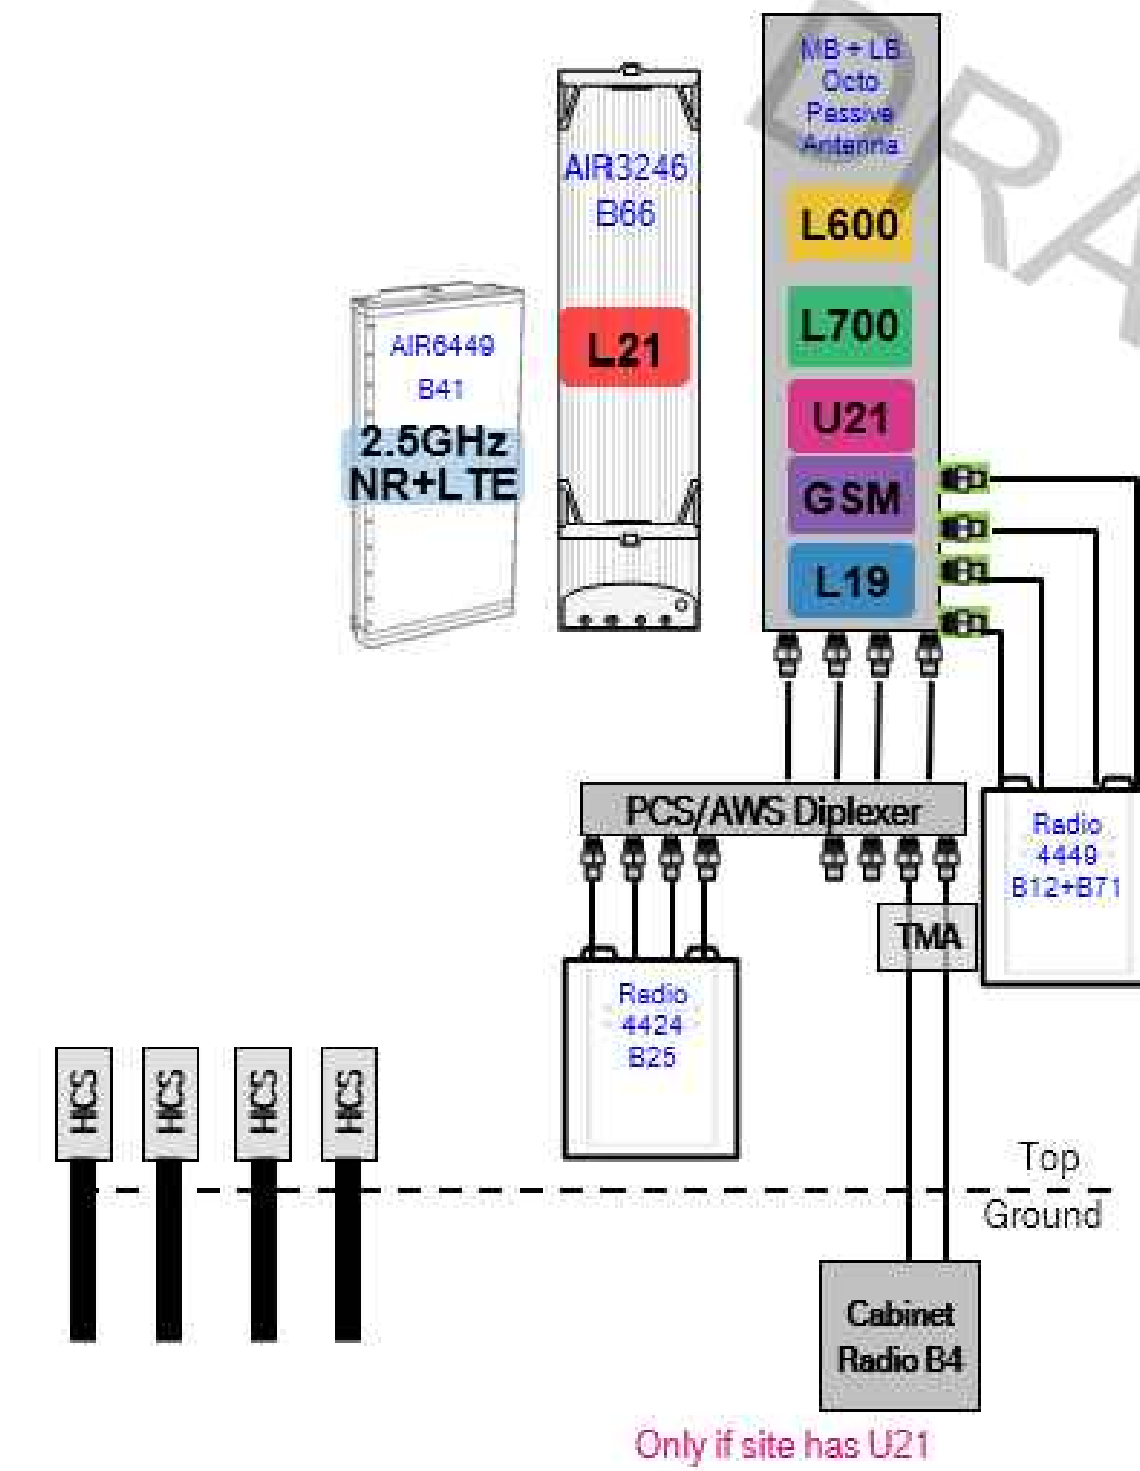 MB + LB
Octo
Passive
Antenna
L600
L700
U21
GSM
L19
AIR3246
B66
L21
AIR6449
B41
2.5GHz
NR+LTE
PCS/AWS Diplexer
Radio
4449
B12+B71
TMA
Radio
4424
B25
HCS
HCS
HCS
HCS
Top
Ground
Cabinet
Radio B4
Only if site has U21
DRA